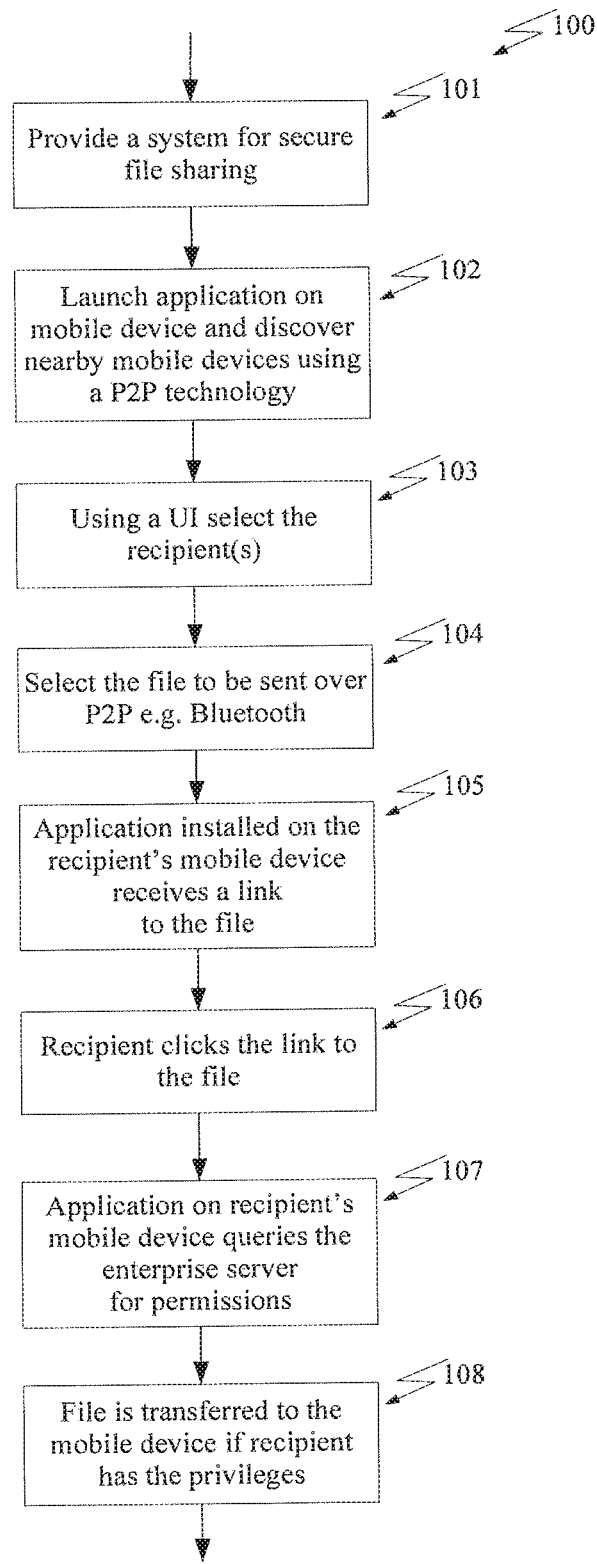 100
101
Provide a system for secure
file sharing
102
Launch application on
mobile device and discover
nearby mobile devices using
a P2P technology
103
Using a UI select the
recipient(s)
104
Select the file to be sent over
P2P e.g. Bluetooth
105
Application installed on the
recipient's mobile device
receives a link
to the file
106
Recipient clicks the link to
the file
107
Application on recipient's
mobile device queries the
enterprise server
for permissions
108
File is transferred to the
mobile device if recipient
has the privileges